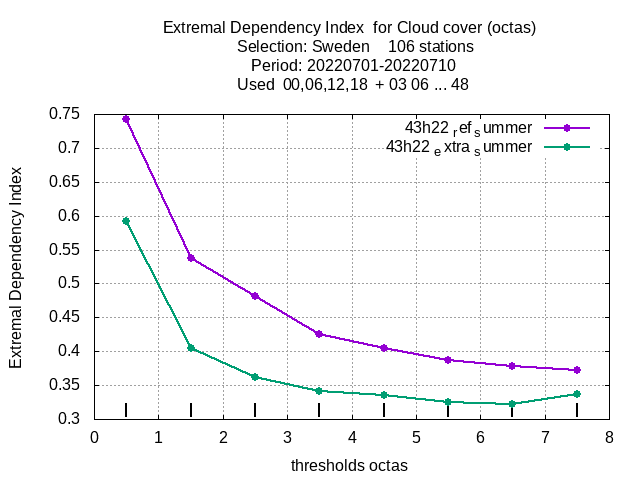 Extremal Dependency Index  for Cloud cover (octas)
Selection: Sweden    106 stations
Period: 20220701-20220710
Used  00,06,12,18  + 03 06 ... 48
43h22 ref summer
43h22 extra summer
Extremal Dependency Index
0.75
0.7
0.65
0.6
0.55
0.5
0.45
0.4
0.35
0.3
0 1 2 3 4 5 6 7 8
thresholds octas